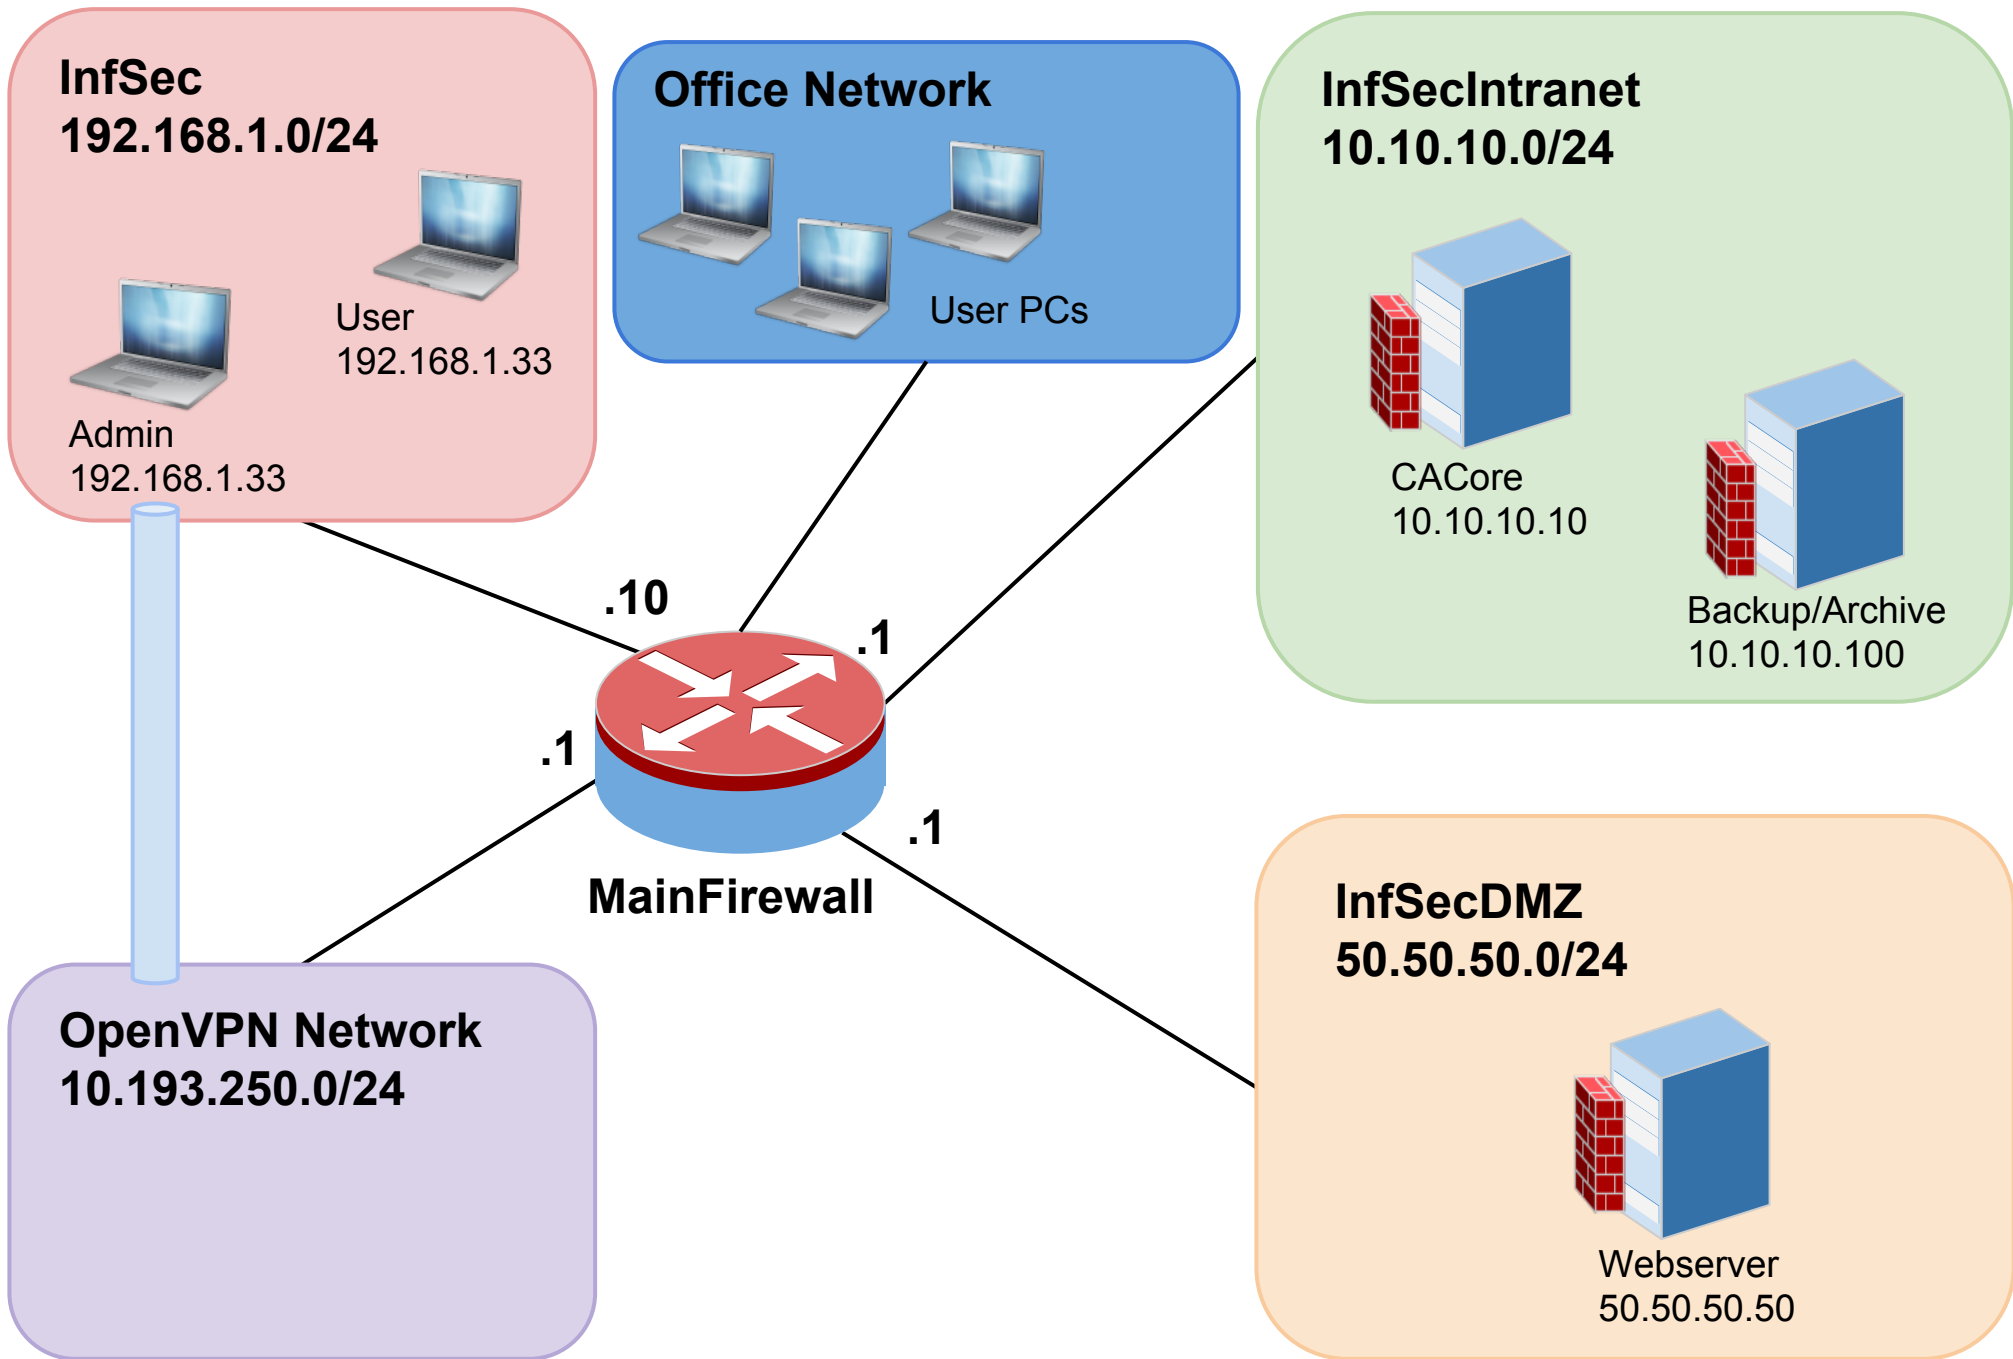 InfSec
192.168.1.0/24
User
192.168.1.33
Admin
192.168.1.33
Office Network
User PCs
InfSecIntranet
10.10.10.0/24
CACore
10.10.10.10
Backup/Archive
10.10.10.100
.10
.1
.1
.1
MainFirewall
OpenVPN Network
10.193.250.0/24
InfSecDMZ
50.50.50.0/24
Webserver
50.50.50.50